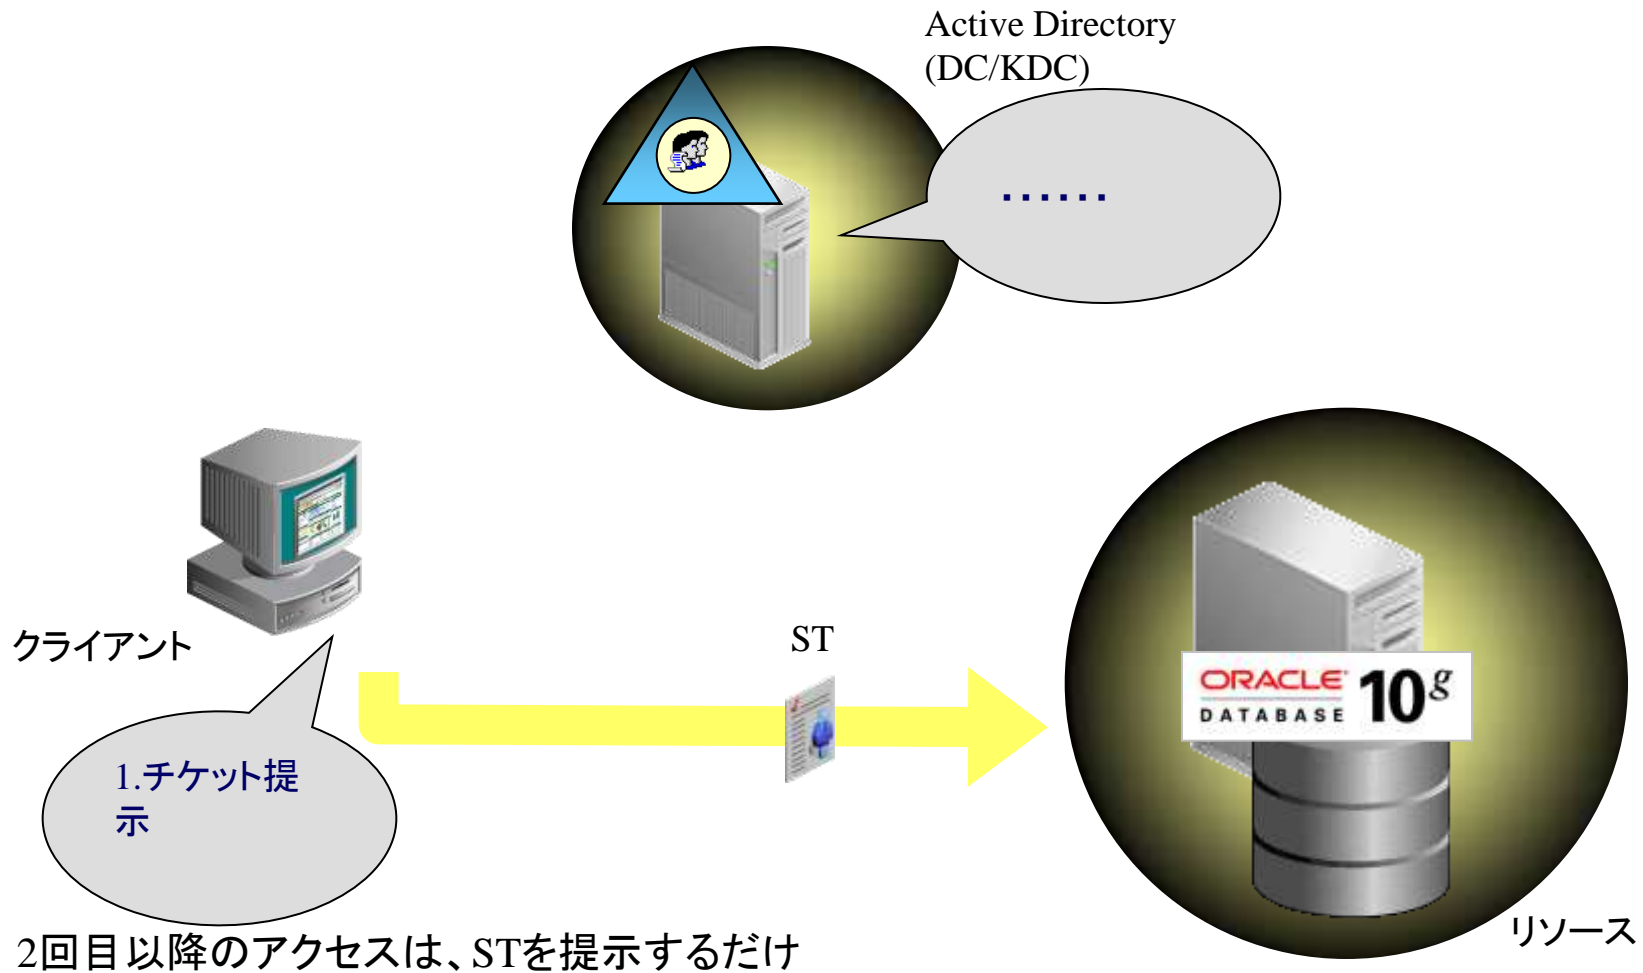 Active Directory
(DC/KDC)
......
クライアント
ST
ORACLE 10g
DATABASE
1.チケット提
示
リソース
2回目以降のアクセスは、STを提示するだけ